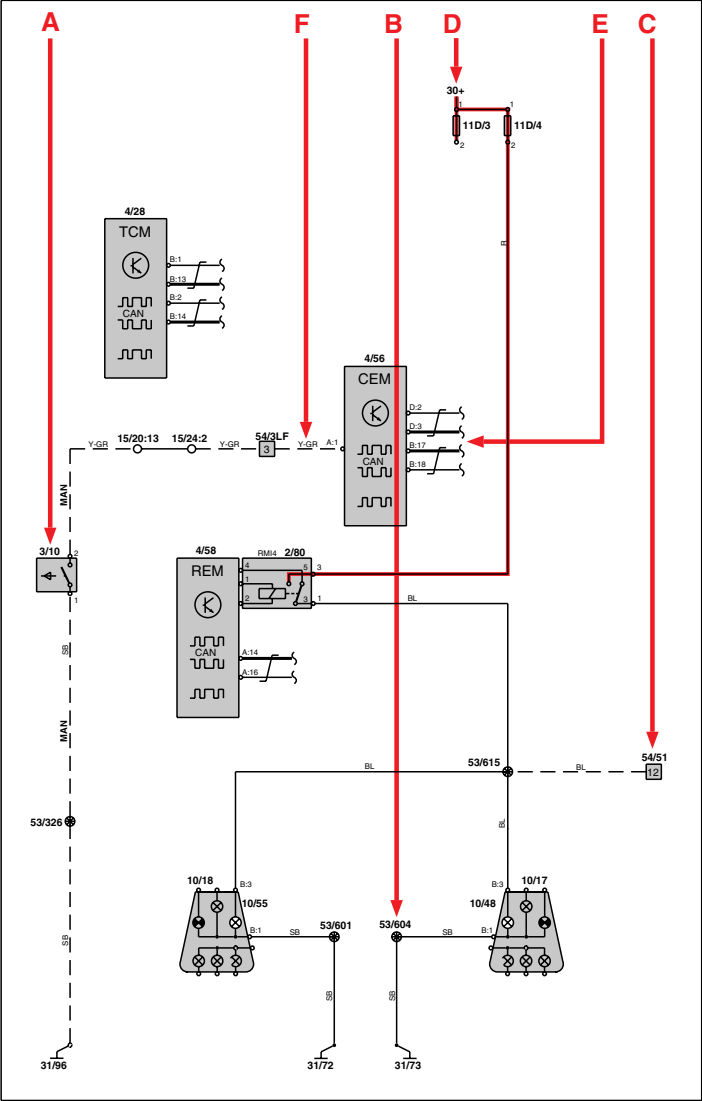 A F B D E C
30+
1 1
11D/3 11D/4
2 2
4/28
TCM
R
B:1
B:13
B:2
CAN
B:14
4/56
CEM
D:2
54/3LF
15/20:13 15/24:2
D:3
Y-GR Y-GR 3 Y-GR A:1
B:17
CAN
B:18
MAN
4/58 RMI4 2/80
3/10 2
REM 4 5 3
1
1 2 3 1 BL
SB
CAN
A:14
A:16
MAN
54/51
53/615
BL BL 12
53/326
BL
10/18 B:3 B:3 10/17
10/55 10/48
53/601 53/604
B:1 SB SB B:1
SB
SB SB
31/96 31/72 31/73